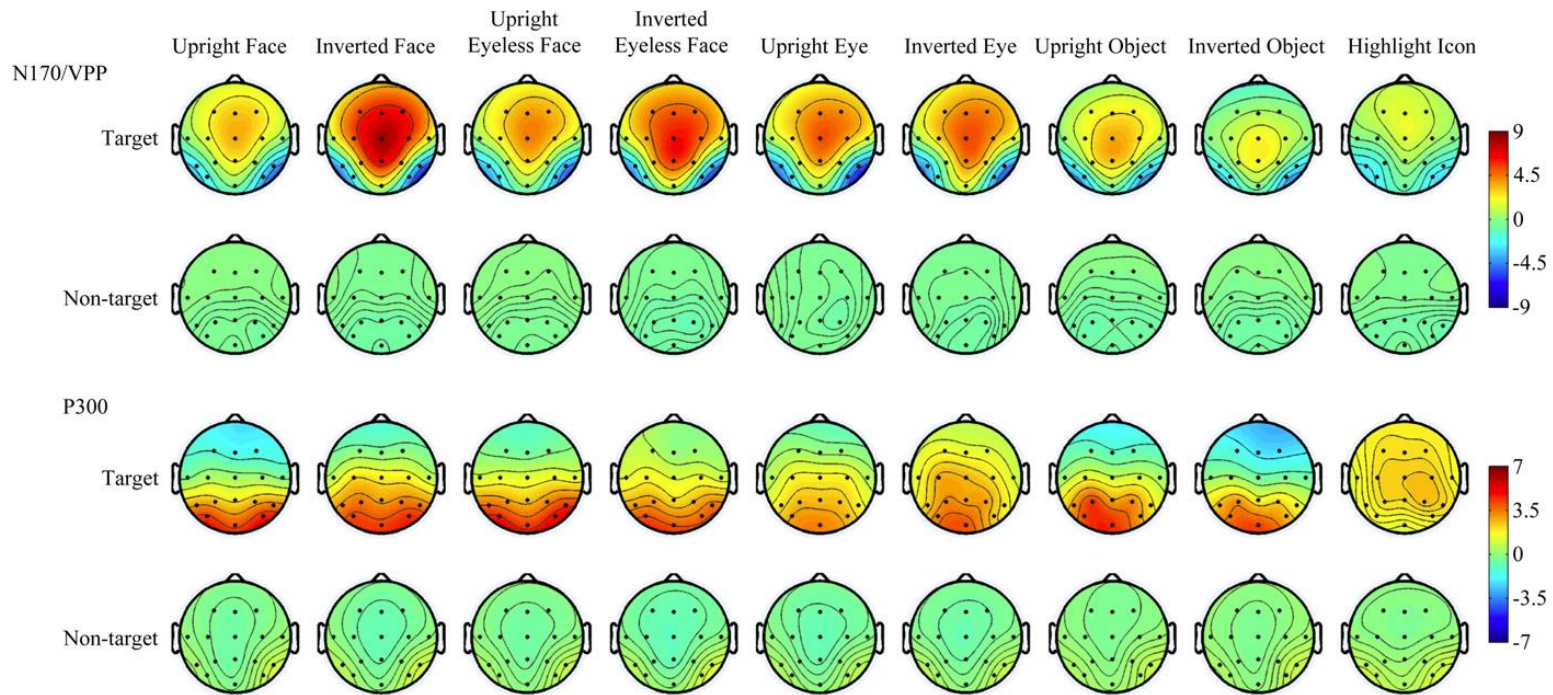 Upright Face Inverted Face Upright Eyeless Face Inverted Eyeless Face Upright Eye Inverted Eye Upright Object Inverted Object Highlight Icon
N170/VPP
Target
9
4.5
0
-4.5
-9
Non-target
P300
Target
7
3.5
0
-3.5
-7
Non-target